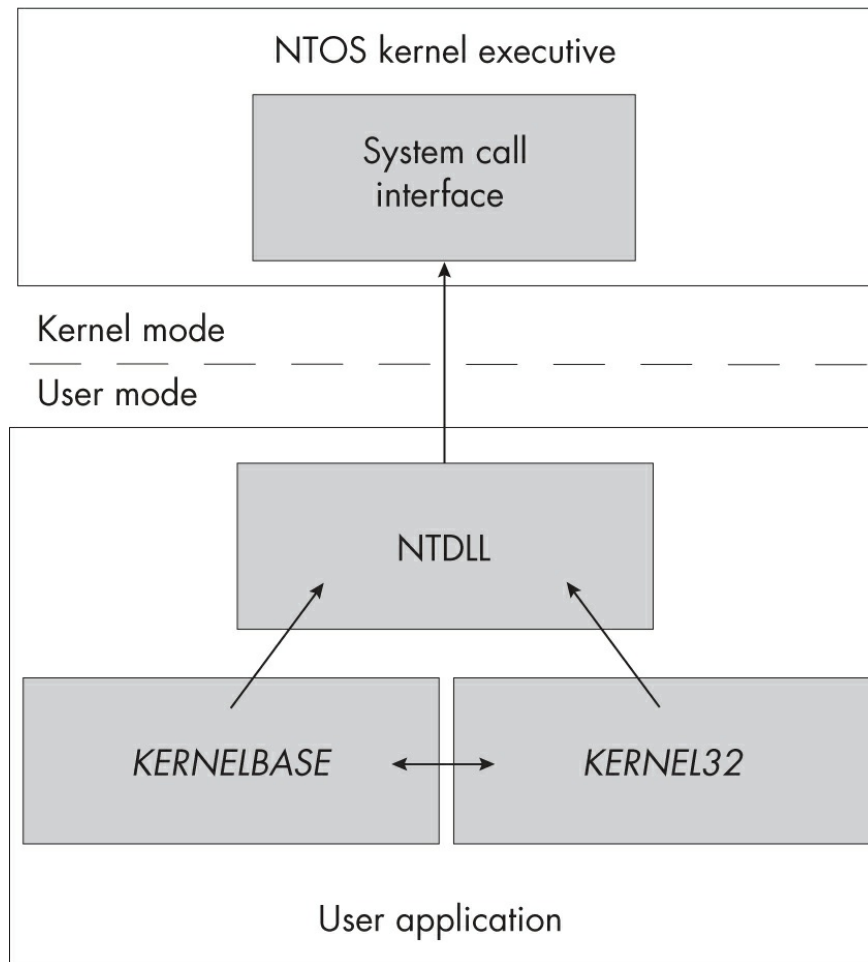 NTOS kernel executive
System call
interface
Kernel mode
User mode
NTDLL
KERNELBASE
KERNEL32
User application